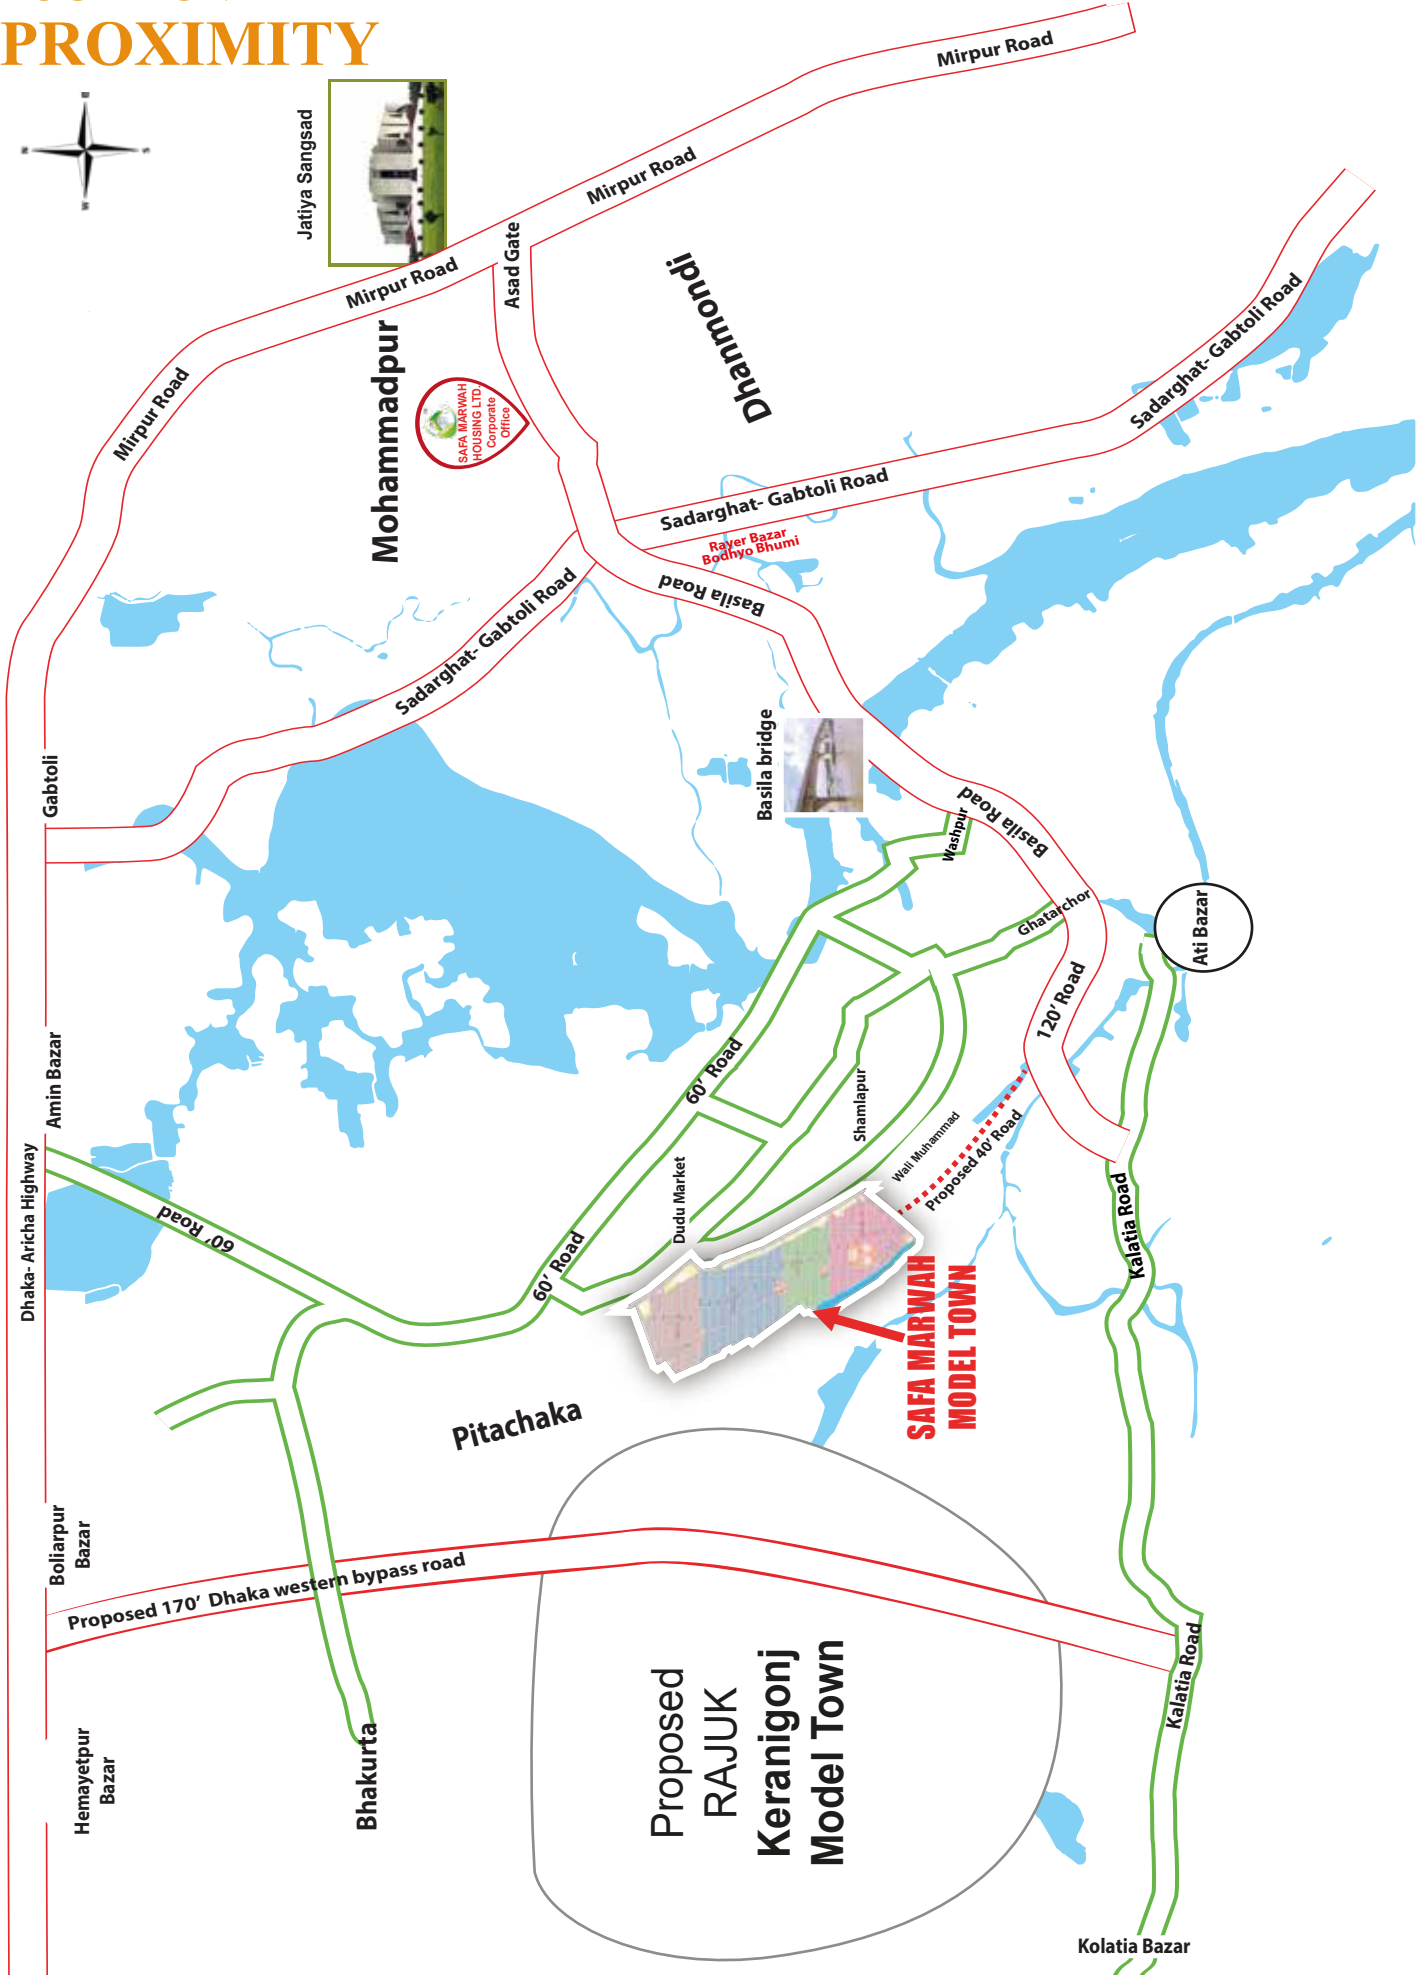 PROXIMITY
Mirpur Road
Jatiya Sangsad
Mirpur Road
Asad Gate
Mirpur Road
Dhanmondi
Sadarghat- Gabtoli Road
Mohammadpur
SAFA MARWAH
HOUSING LTD.
Corporate
Office
Mirpur Road
Sadarghat- Gabtoli Road
Rayer Bazar
Bodhyo Bhumi
Basila Road
Sadarghat- Gabtoli Road
Gabtoli
Basila bridge
Washpur
Basila Road
Ghatarchor
Ati Bazar
120' Road
Amin Bazar
60' Road
Shamlapur
Wali Muhammad
Proposed 40' Road
Dhaka- Aricha Highway
60' Road
Dudu Market
60' Road
Kalatia Road
SAFA MARWAH
MODEL TOWN
Pitachaka
Boliarpur
Bazar
Proposed 170' Dhaka western bypass road
Proposed
RAJUK
Keranigonj
Model Town
Kalatia Road
Hemayetpur
Bazar
Bhakurta
Kolatia Bazar